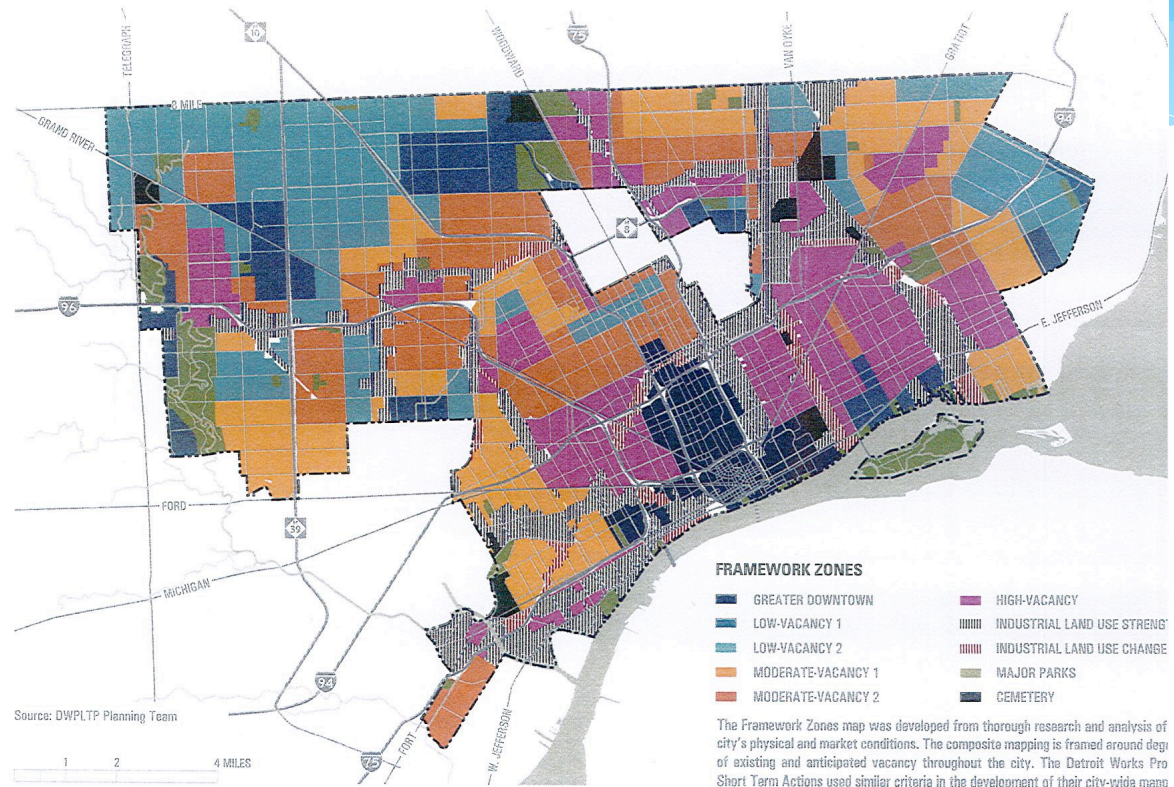 TELEGRAPH
M
10
WOODWARD
75
VAN DYKE
GRATIOT
8 MILE
94
GRAND RIVER
M
8
96
E. JEFFERSON
FORD
M
39
MICHIGAN
94
FORT
75
W. JEFFERSON
Source: DWPLTP Planning Team
1 2 4 MILES
FRAMEWORK ZONES
GREATER DOWNTOWN
LOW-VACANCY 1
LOW-VACANCY 2
MODERATE-VACANCY 1
MODERATE-VACANCY 2
HIGH-VACANCY
INDUSTRIAL LAND USE STRENGT
INDUSTRIAL LAND USE CHANGE
MAJOR PARKS
CEMETERY
The Framework Zones map was developed from thorough research and analysis of
city's physical and market conditions. The composite mapping is framed around degr
of existing and anticipated vacancy throughout the city. The Detroit Works Pro
Short Term Actions used similar criteria in the development of their city-wide mapp